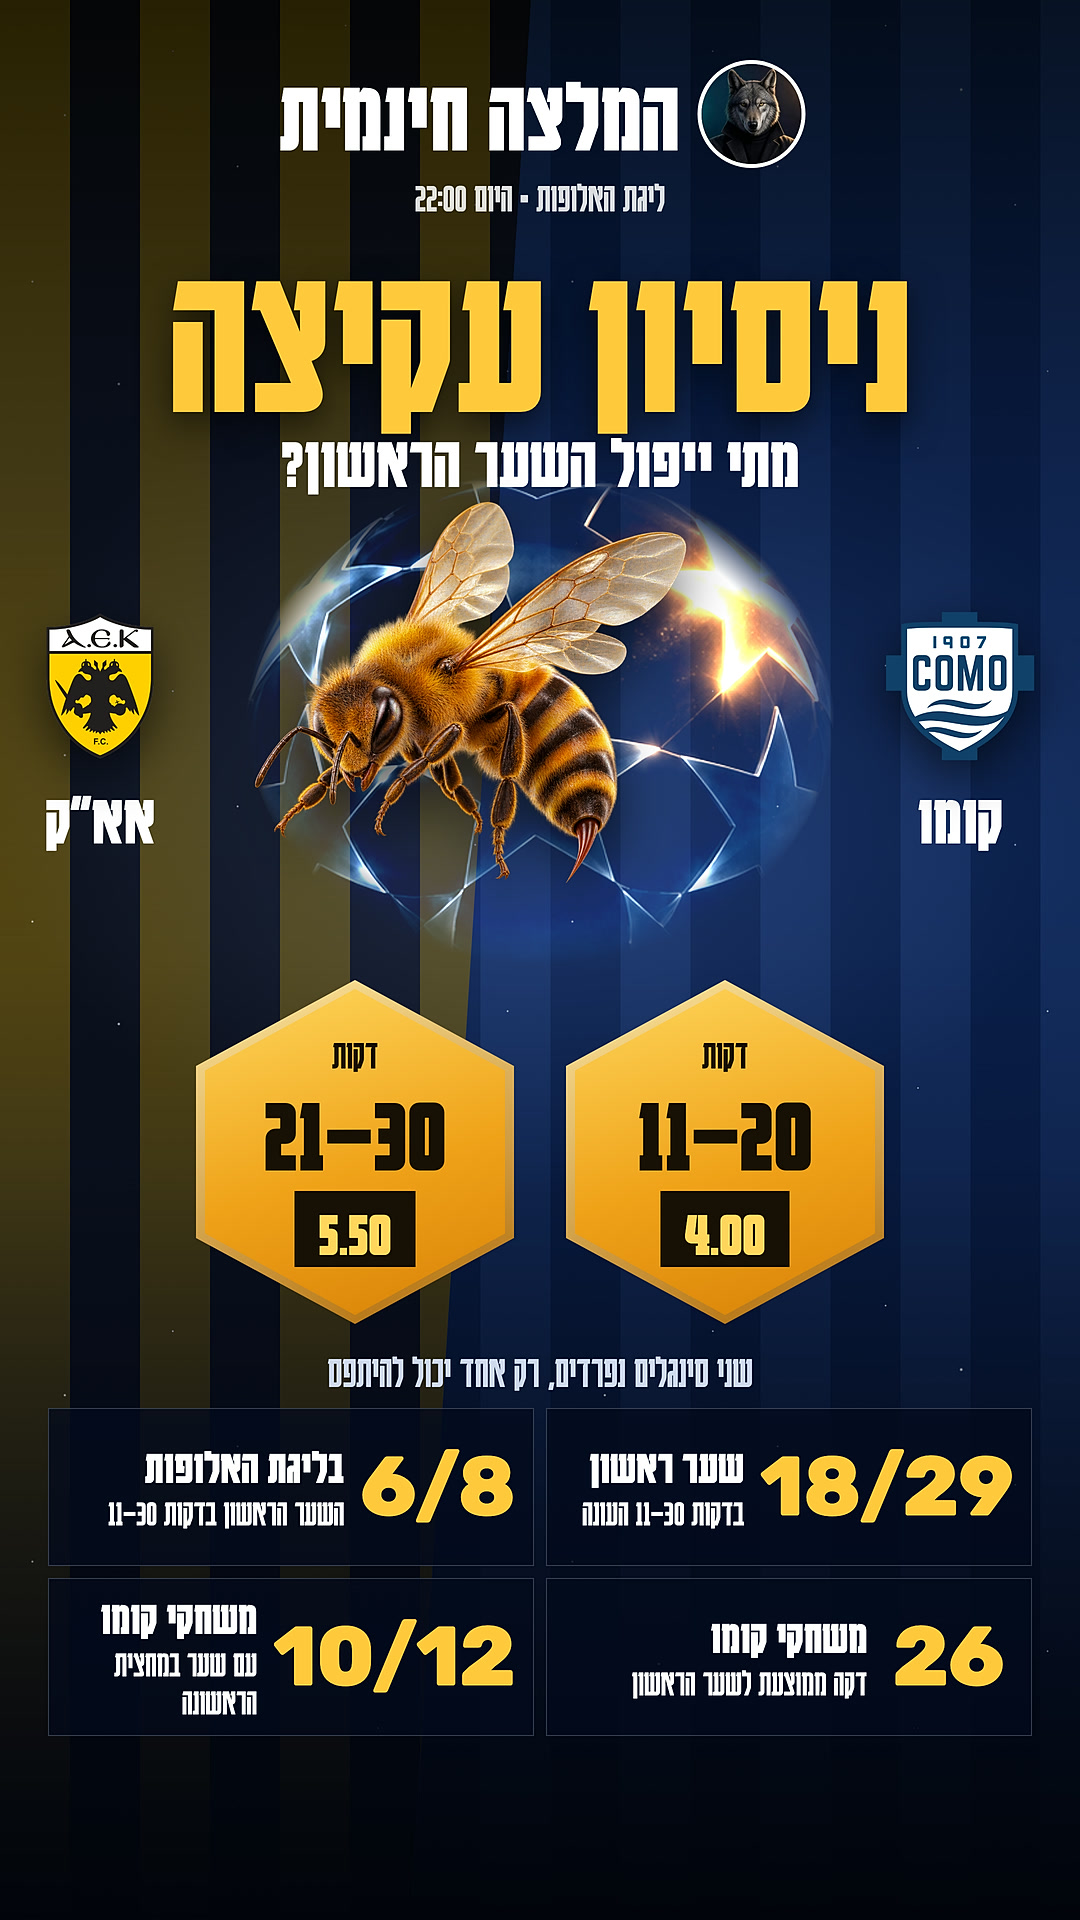 המלצה חינמית
ליגת האלופות - היום 22:00
ניסיון עקיצה
מתי ייפול השער הראשון?
A.E.K
F.C.
1907
COMO
אא"ק
קומו
דקות
11–20
4.00
דקות
21–30
5.50
שני סינגלים נפרדים, רק אחד יכול להיתפס
18/29
שער ראשון
בדקות 11–30 העונה
6/8
בליגת האלופות
השער הראשון בדקות 11–30
26
משחקי קומו
דקה ממוצעת לשער הראשון
10/12
משחקי קומו
עם שער במחצית
הראשונה